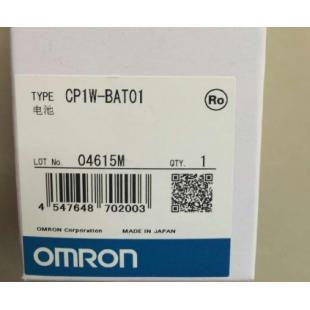 TYPE CP1W-BAT01
电池
Ro
LOT No. 04615M QTY. 1
4 547648 702003
OMRON Corporation MADE IN JAPAN
OMRON